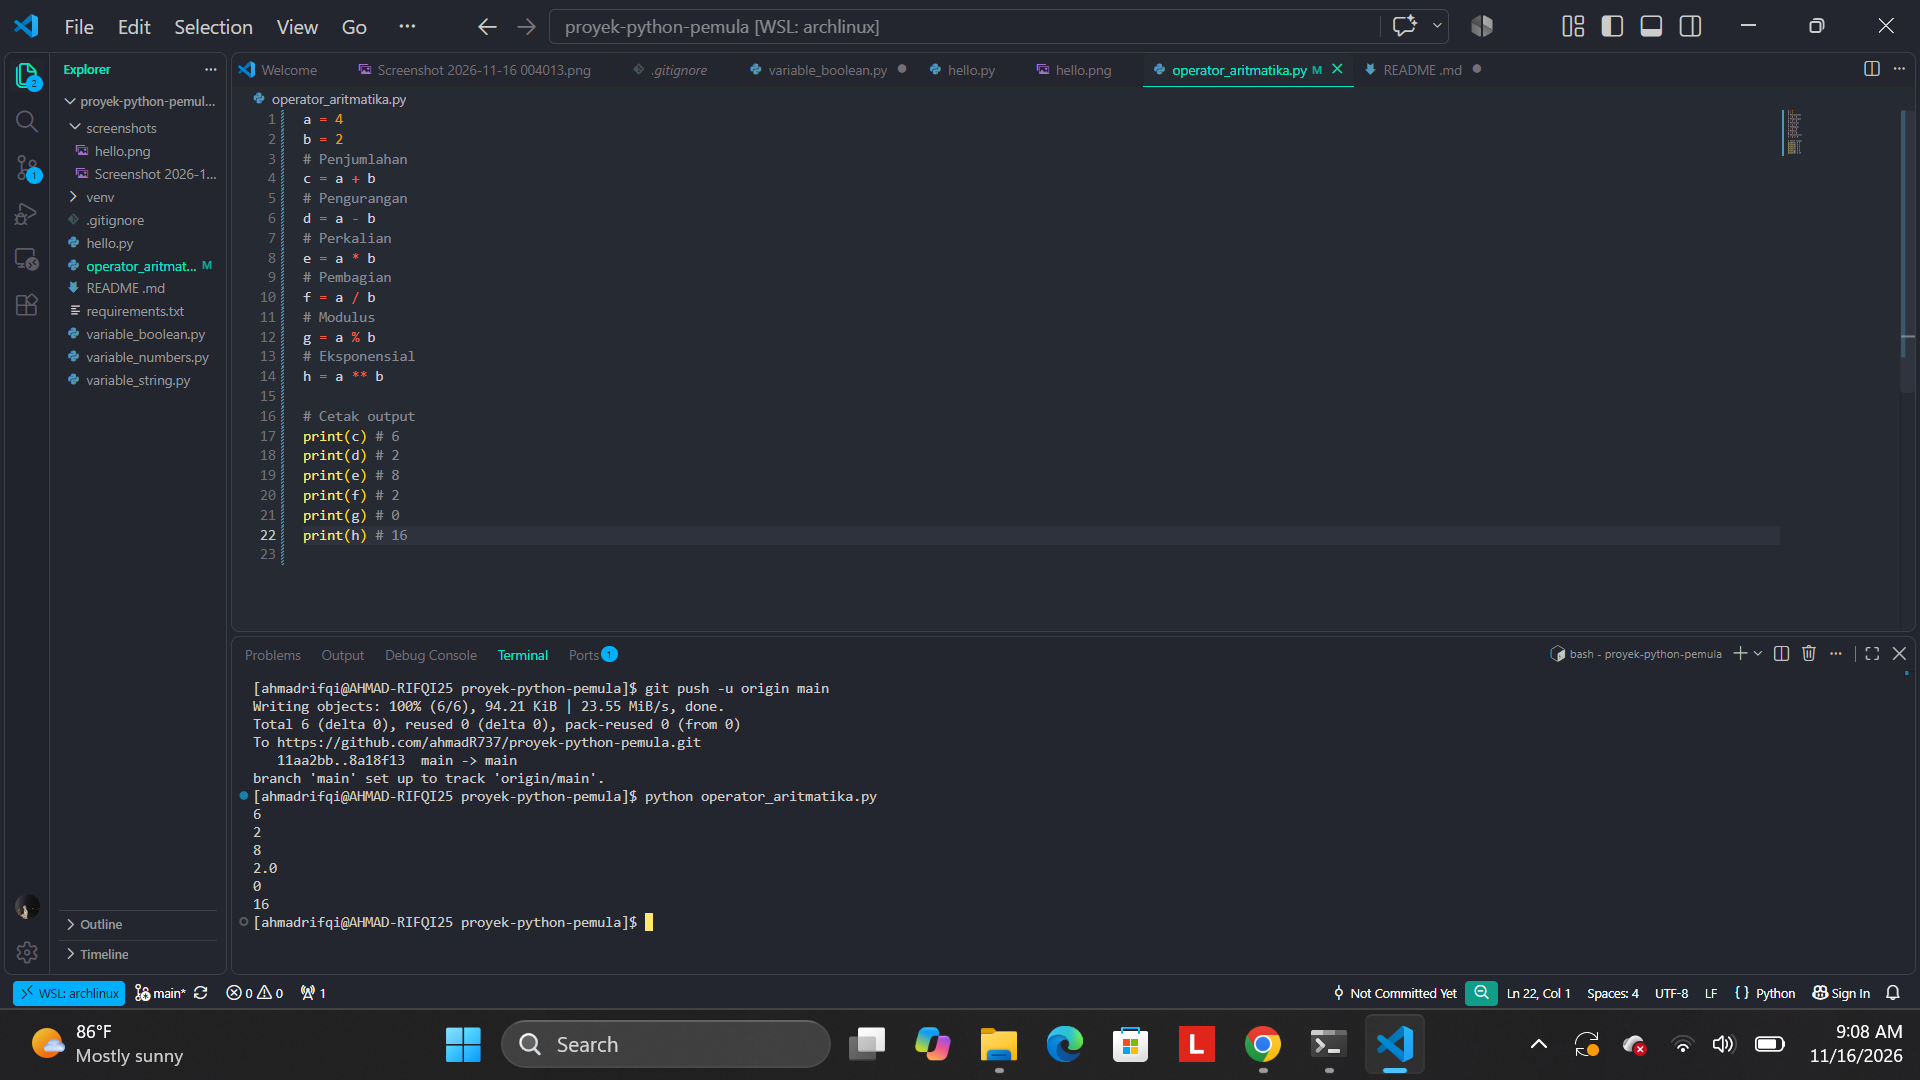 File Edit Selection View Go ···
proyek-python-pemula [WSL: archlinux]
Explorer
proyek-python-pemul...
screenshots
hello.png
Screenshot 2026-1...
venv
.gitignore
hello.py
operator_aritmat... M
README .md
requirements.txt
variable_boolean.py
variable_numbers.py
variable_string.py
Outline
Timeline
2
1
Welcome Screenshot 2026-11-16 004013.png .gitignore variable_boolean.py hello.py hello.png operator_aritmatika.py M README .md
operator_aritmatika.py
1 a = 4
2 b = 2
3 # Penjumlahan
4 c = a + b
5 # Pengurangan
6 d = a - b
7 # Perkalian
8 e = a * b
9 # Pembagian
10 f = a / b
11 # Modulus
12 g = a % b
13 # Eksponensial
14 h = a ** b
15
16 # Cetak output
17 print(c) # 6
18 print(d) # 2
19 print(e) # 8
20 print(f) # 2
21 print(g) # 0
22 print(h) # 16
23
Problems Output Debug Console Terminal Ports 1
bash - proyek-python-pemula
[ahmadrifqi@AHMAD-RIFQI25 proyek-python-pemula]$ git push -u origin main
Writing objects: 100% (6/6), 94.21 KiB | 23.55 MiB/s, done.
Total 6 (delta 0), reused 0 (delta 0), pack-reused 0 (from 0)
To https://github.com/ahmadR737/proyek-python-pemula.git
11aa2bb..8a18f13 main -> main
branch 'main' set up to track 'origin/main'.
[ahmadrifqi@AHMAD-RIFQI25 proyek-python-pemula]$ python operator_aritmatika.py
6
2
8
2.0
0
16
[ahmadrifqi@AHMAD-RIFQI25 proyek-python-pemula]$
WSL: archlinux main* 0 0 1
Not Committed Yet Ln 22, Col 1 Spaces: 4 UTF-8 LF { } Python Sign In
86°F
Mostly sunny
Search
L
9:08 AM
11/16/2026